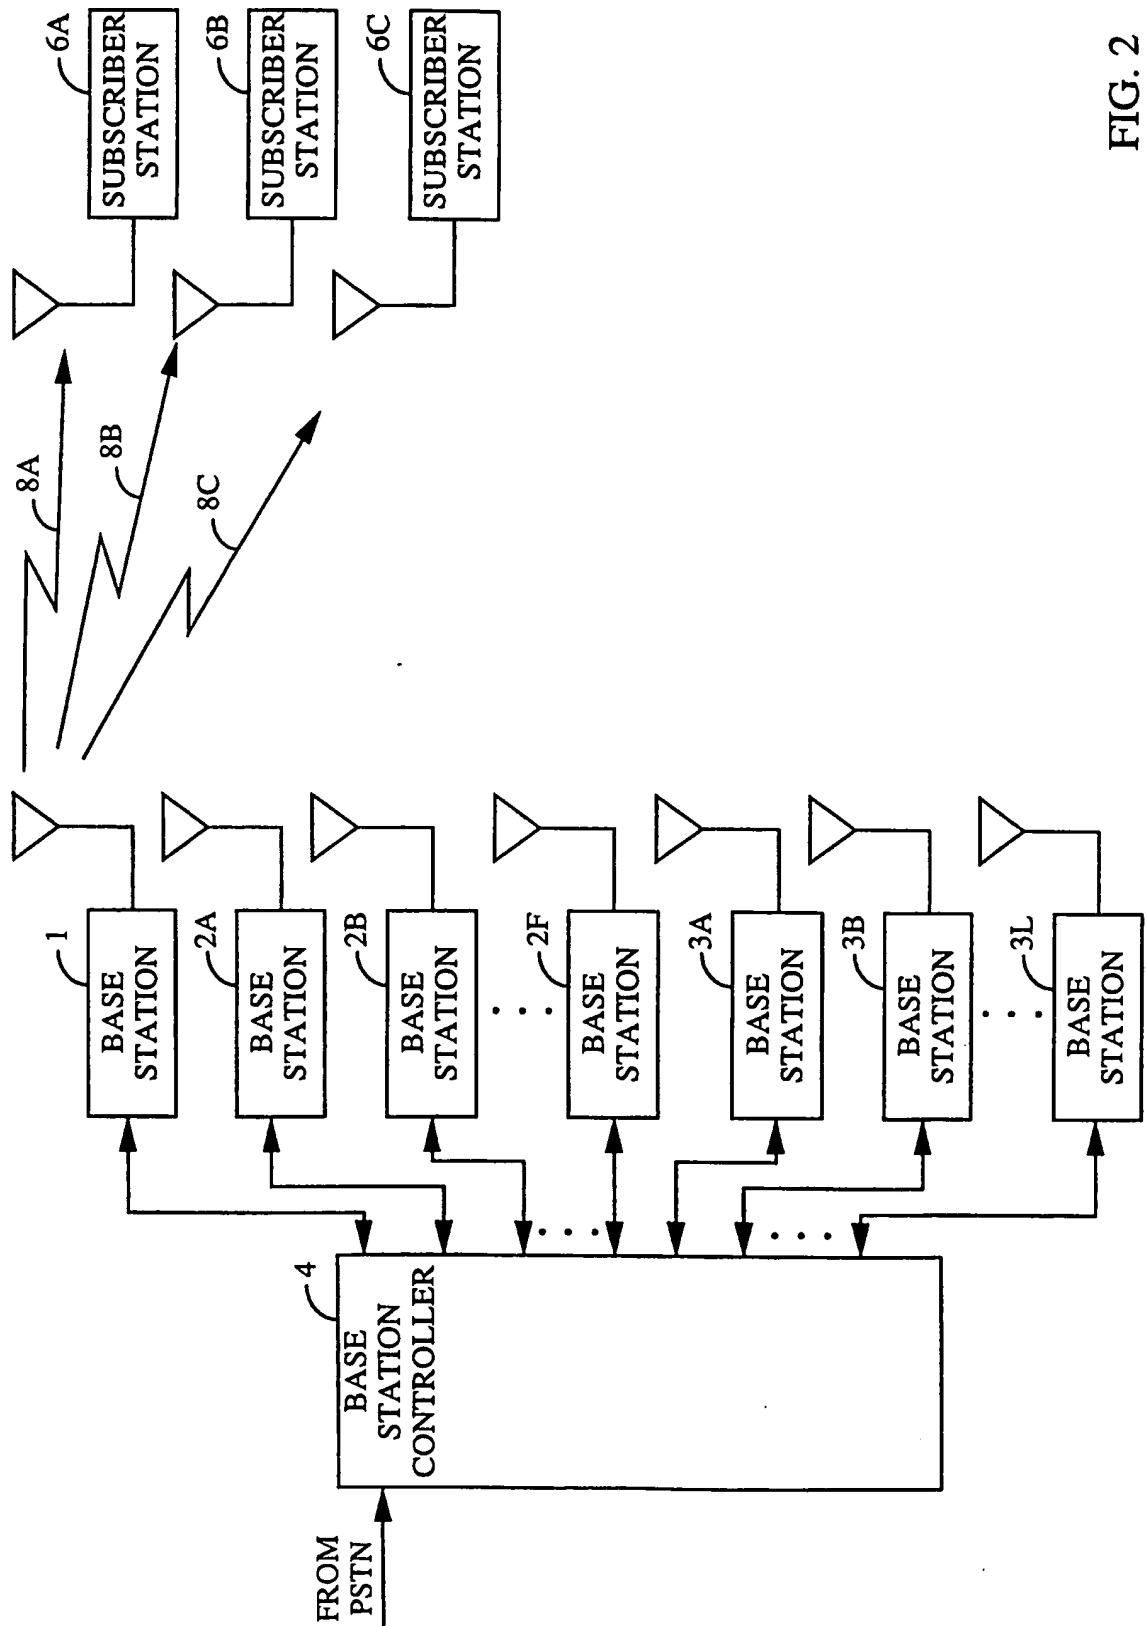 FROM
PSTN
4
BASE
STATION
CONTROLLER
. . .
. . .
1
BASE
STATION
2A
BASE
STATION
2B
BASE
STATION
. . .
2F
BASE
STATION
3A
BASE
STATION
3B
BASE
STATION
. . .
3L
BASE
STATION
8A
8B
8C
6A
SUBSCRIBER
STATION
6B
SUBSCRIBER
STATION
6C
SUBSCRIBER
STATION
FIG. 2